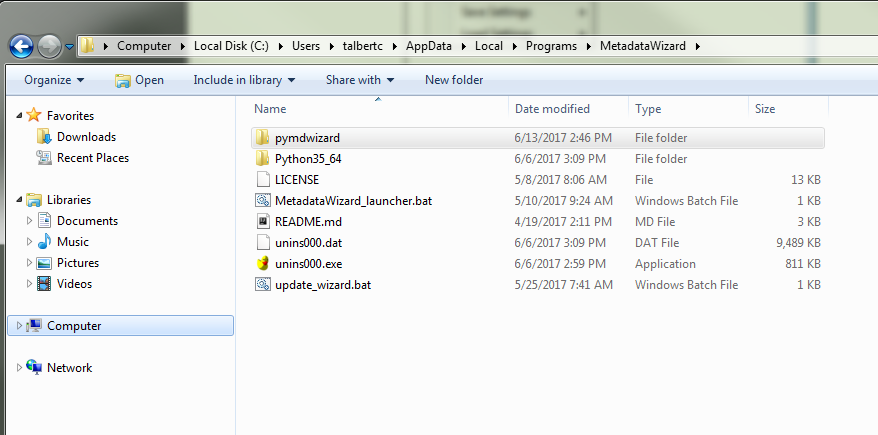 Save Settings
Computer Local Disk (C:) Users talbertc AppData Local Programs MetadataWizard
Organize Open Include in library Share with New folder
Favorites
Downloads
Recent Places
Libraries
Documents
Music
Pictures
Videos
Computer
Network
Name Date modified Type Size
pymdwizard 6/13/2017 2:46 PM File folder
Python35_64 6/6/2017 3:09 PM File folder
LICENSE 5/8/2017 8:06 AM File 13 KB
MetadataWizard_launcher.bat 5/10/2017 9:24 AM Windows Batch File 1 KB
README.md 4/19/2017 2:11 PM MD File 3 KB
unins000.dat 6/6/2017 3:09 PM DAT File 9,489 KB
unins000.exe 6/6/2017 2:59 PM Application 811 KB
update_wizard.bat 5/25/2017 7:41 AM Windows Batch File 1 KB